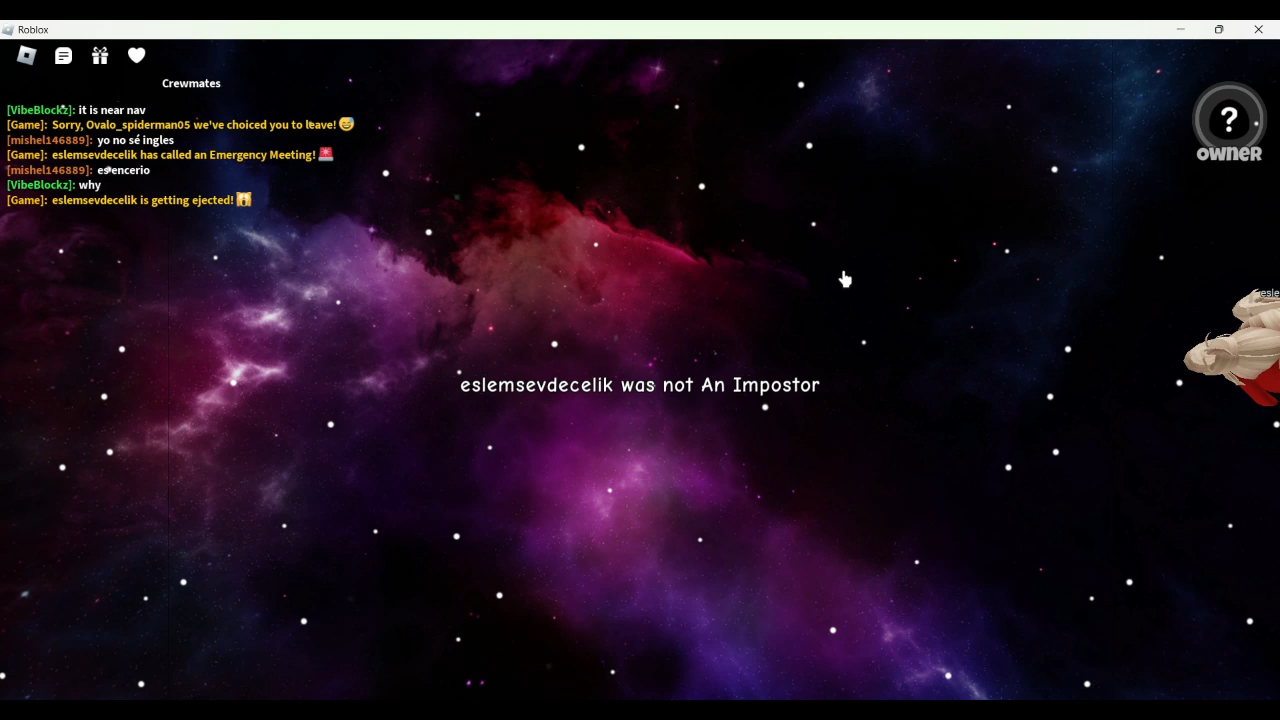 Roblox
Crewmates
[VibeBlockz]: it is near nav
[Game]: Sorry, Ovalo_spiderman05 we've choiced you to leave! 😅
[mishel146889]: yo no sé ingles
[Game]: eslemsevdecelik has called an Emergency Meeting! 🚨
[mishel146889]: esencerio
[VibeBlockz]: why
[Game]: eslemsevdecelik is getting ejected! 😱
?
OWNER
esle
eslemsevdecelik was not An Impostor